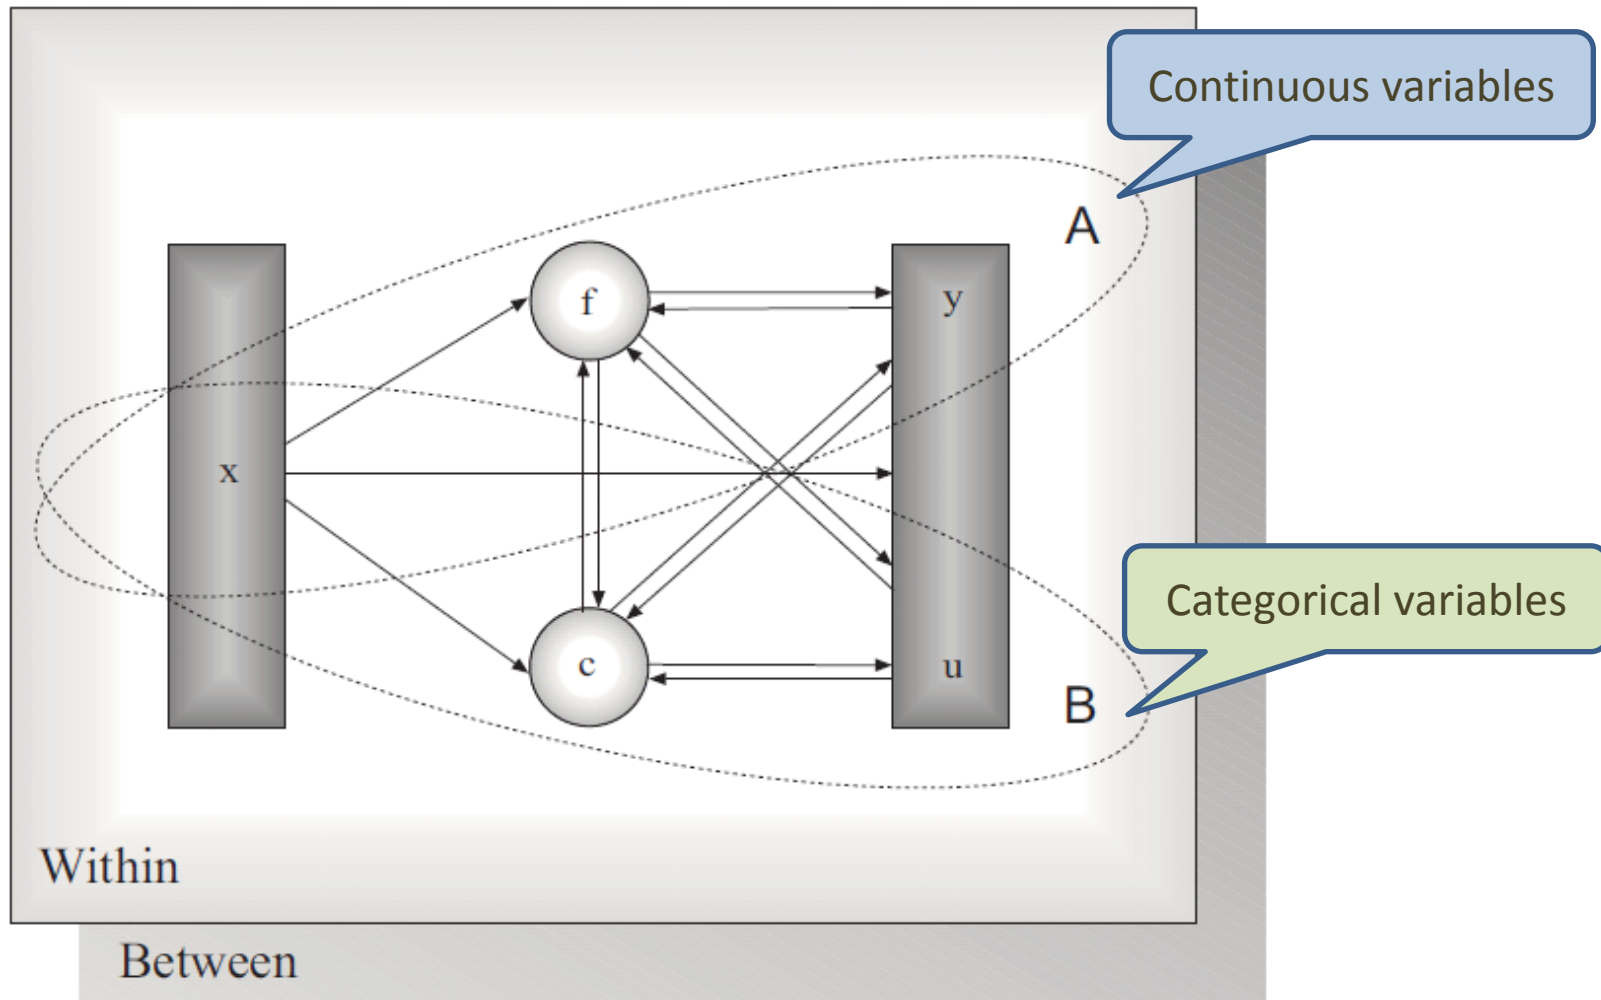 Continuous variables
A
f
y
x
Categorical variables
c
u
B
Within
Between